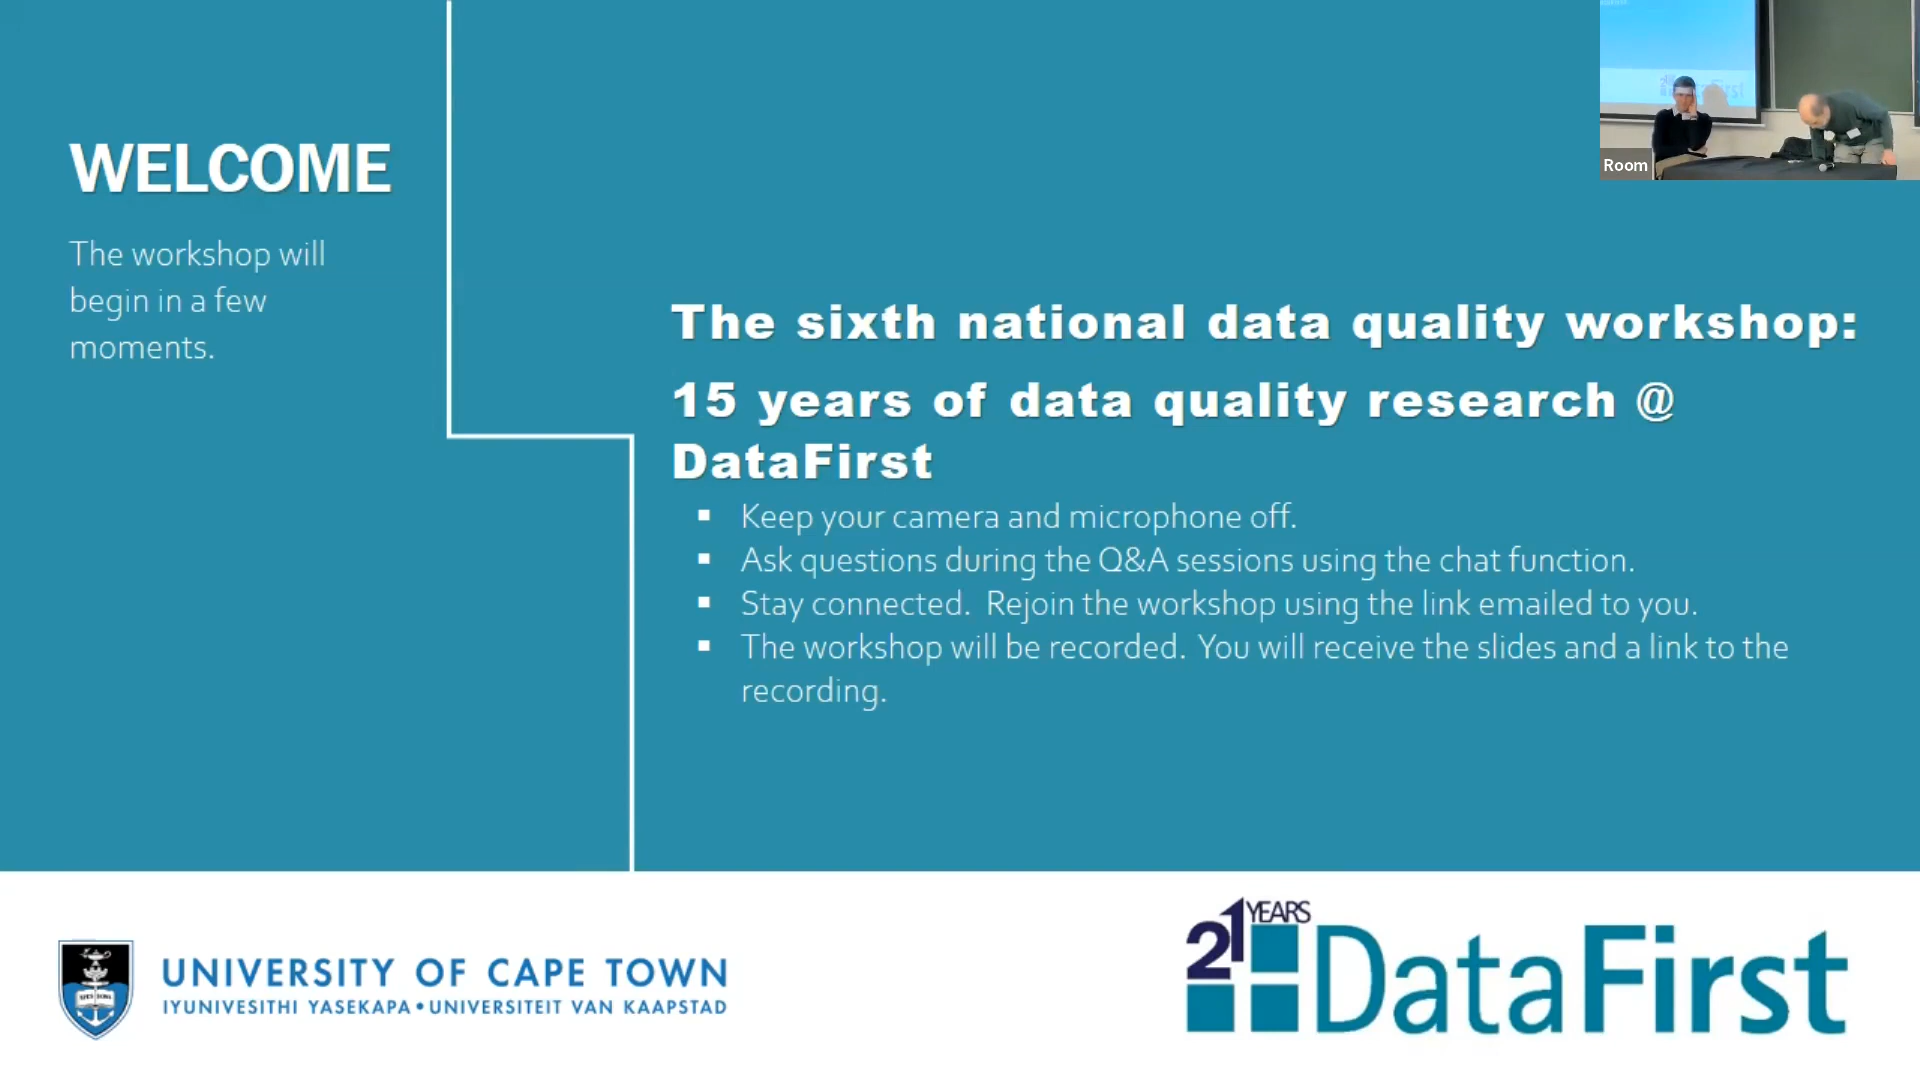 WELCOME
The workshop will
begin in a few
moments.
The sixth national data quality workshop:
15 years of data quality research @
DataFirst
▪ Keep your camera and microphone off.
▪ Ask questions during the Q&A sessions using the chat function.
▪ Stay connected. Rejoin the workshop using the link emailed to you.
▪ The workshop will be recorded. You will receive the slides and a link to the
recording.
Room
UNIVERSITY OF CAPE TOWN
IYUNIVESITHI YASEKAPA • UNIVERSITEIT VAN KAAPSTAD
21 YEARS
DataFirst